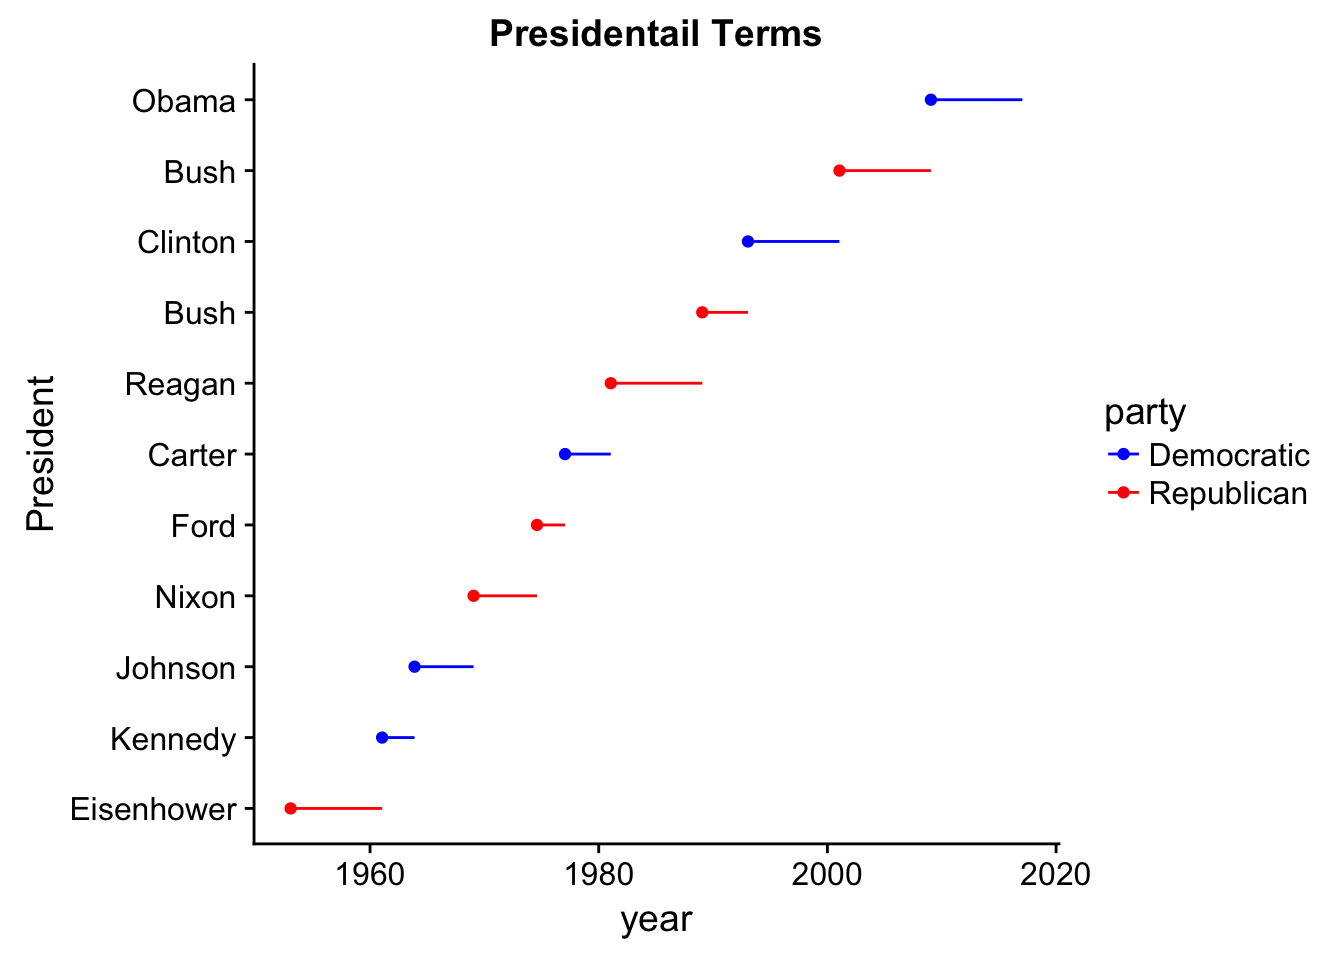 Presidentail Terms
Obama
Bush
Clinton
Bush
Reagan
Carter
Ford
Nixon
Johnson
Kennedy
Eisenhower
President
1960 1980 2000 2020
year
party
Democratic
Republican